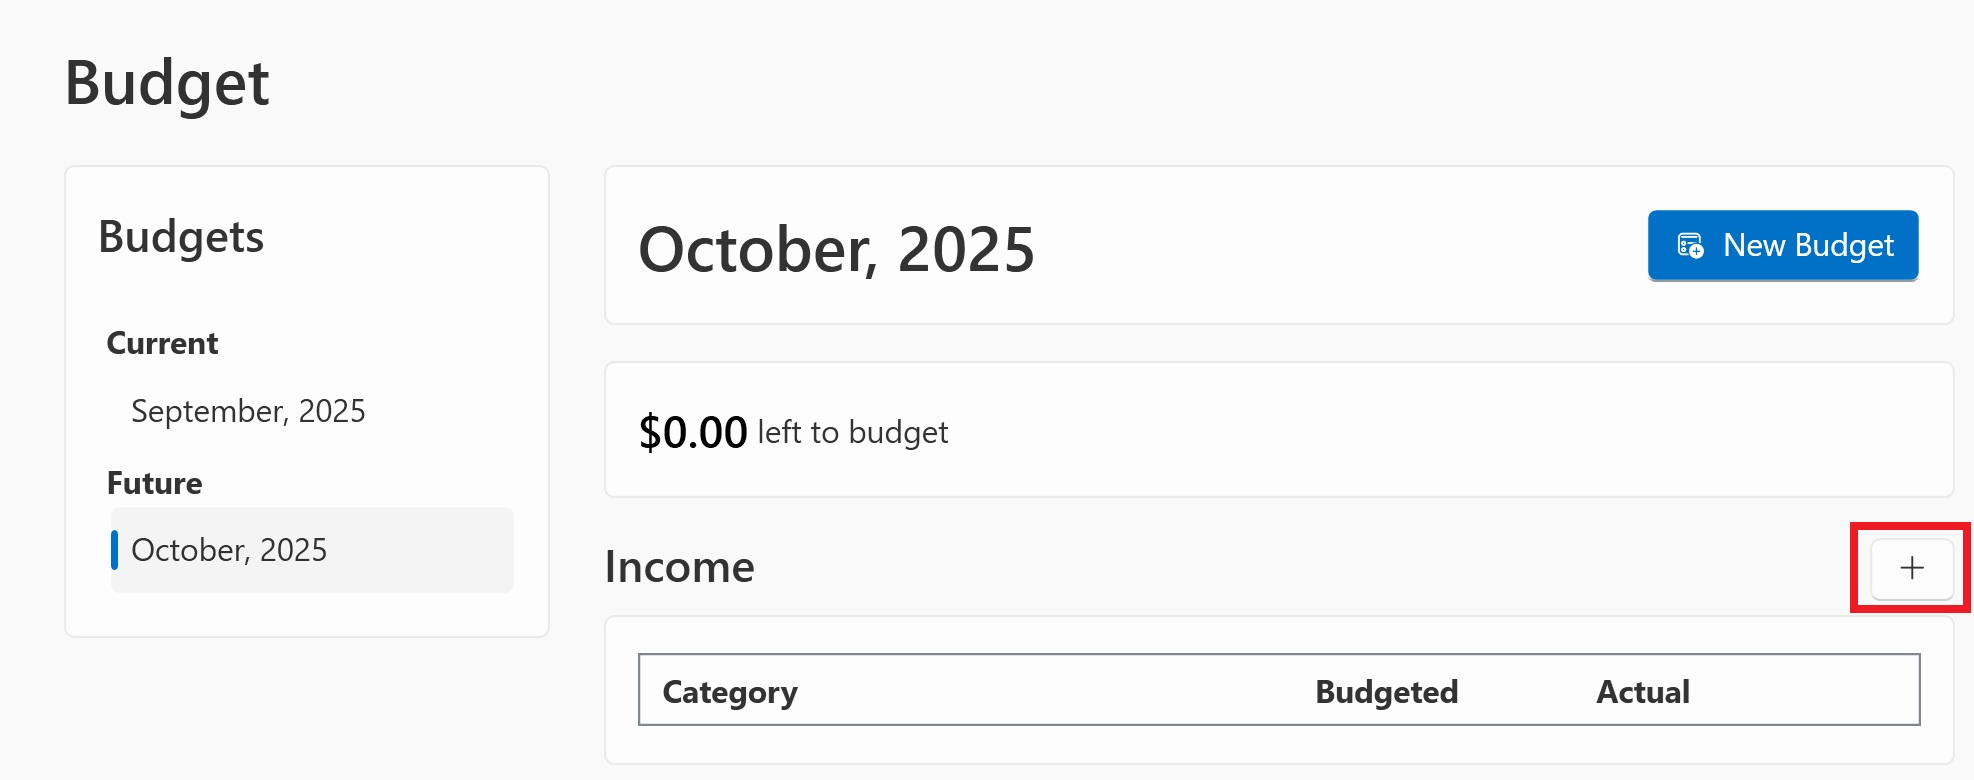 Budget
Budgets
Current
September, 2025
Future
October, 2025
October, 2025
New Budget
$0.00 left to budget
Income
+
Category Budgeted Actual